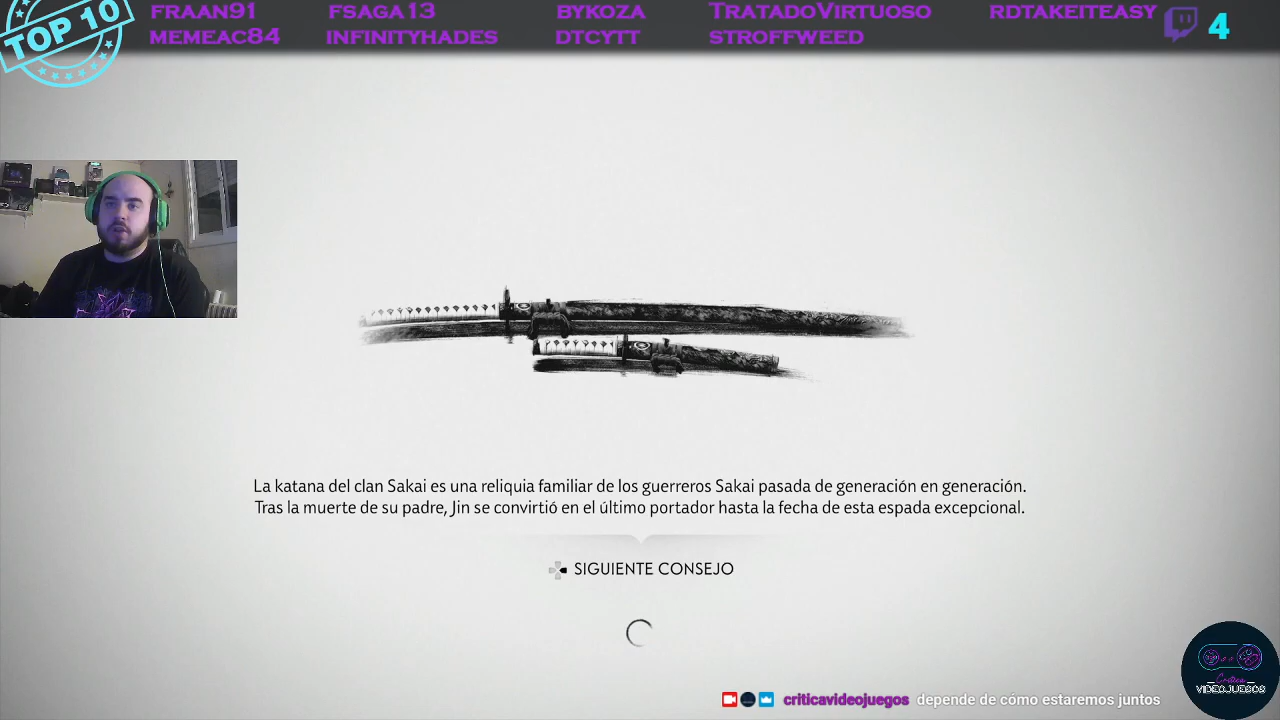 TOP 10
FRAAN91 FSAGA13 BYKOZA TRATADOVIRTUOSO RDTAKEITEASY
MEMEAC84 INFINITYHADES DTCYTT STROFFWEED
4
La katana del clan Sakai es una reliquia familiar de los guerreros Sakai pasada de generación en generación.
Tras la muerte de su padre, Jin se convirtió en el último portador hasta la fecha de esta espada excepcional.
SIGUIENTE CONSEJO
criticavideojuegos depende de cómo estaremos juntos
Crítica
VIDEOJUEGOS